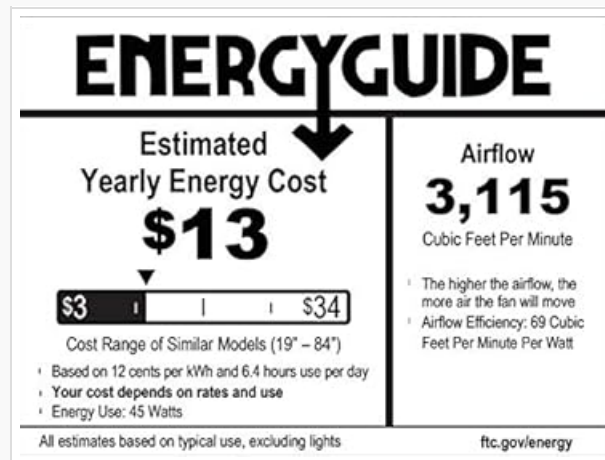 ENERGYGUIDE
Estimated
Yearly Energy Cost
$13
$3 $34
Cost Range of Similar Models (19" – 84")
Based on 12 cents per kWh and 6.4 hours use per day
Your cost depends on rates and use
Energy Use: 45 Watts
Airflow
3,115
Cubic Feet Per Minute
The higher the airflow, the
more air the fan will move
Airflow Efficiency: 69 Cubic
Feet Per Minute Per Watt
All estimates based on typical use, excluding lights
ftc.gov/energy